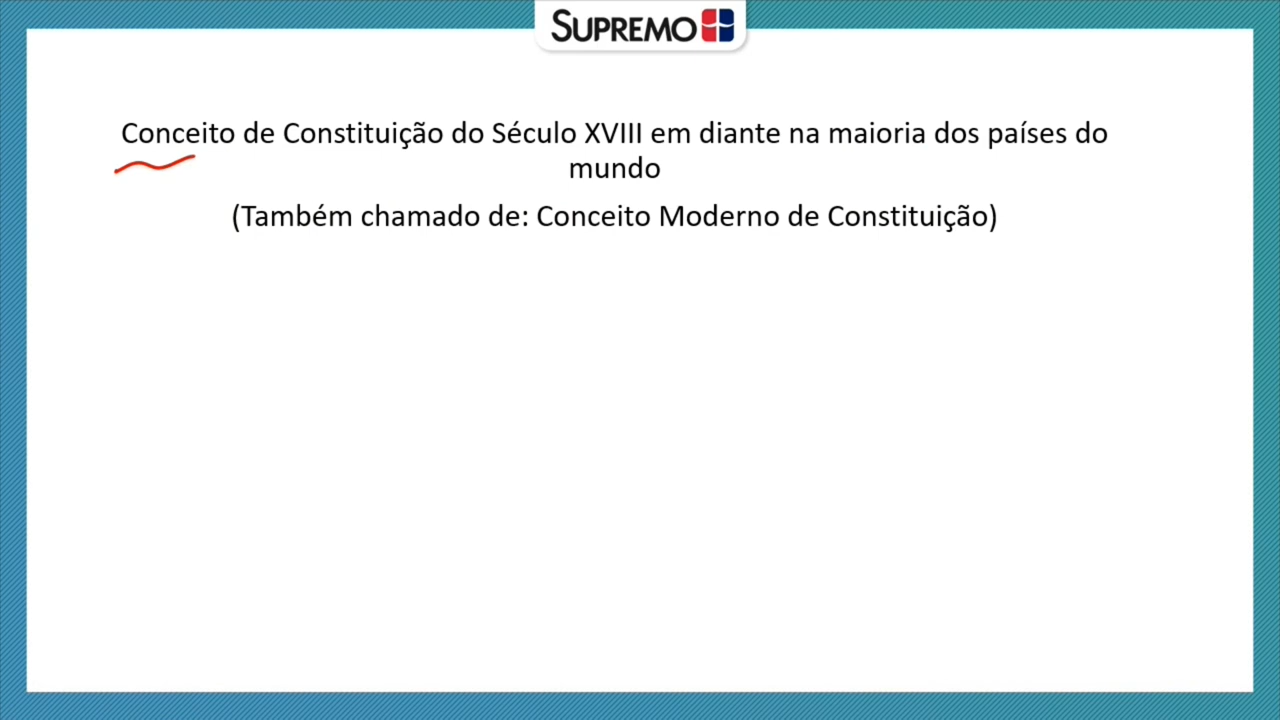 SUPREMO
Conceito de Constituição do Século XVIII em diante na maioria dos países do
mundo
(Também chamado de: Conceito Moderno de Constituição)